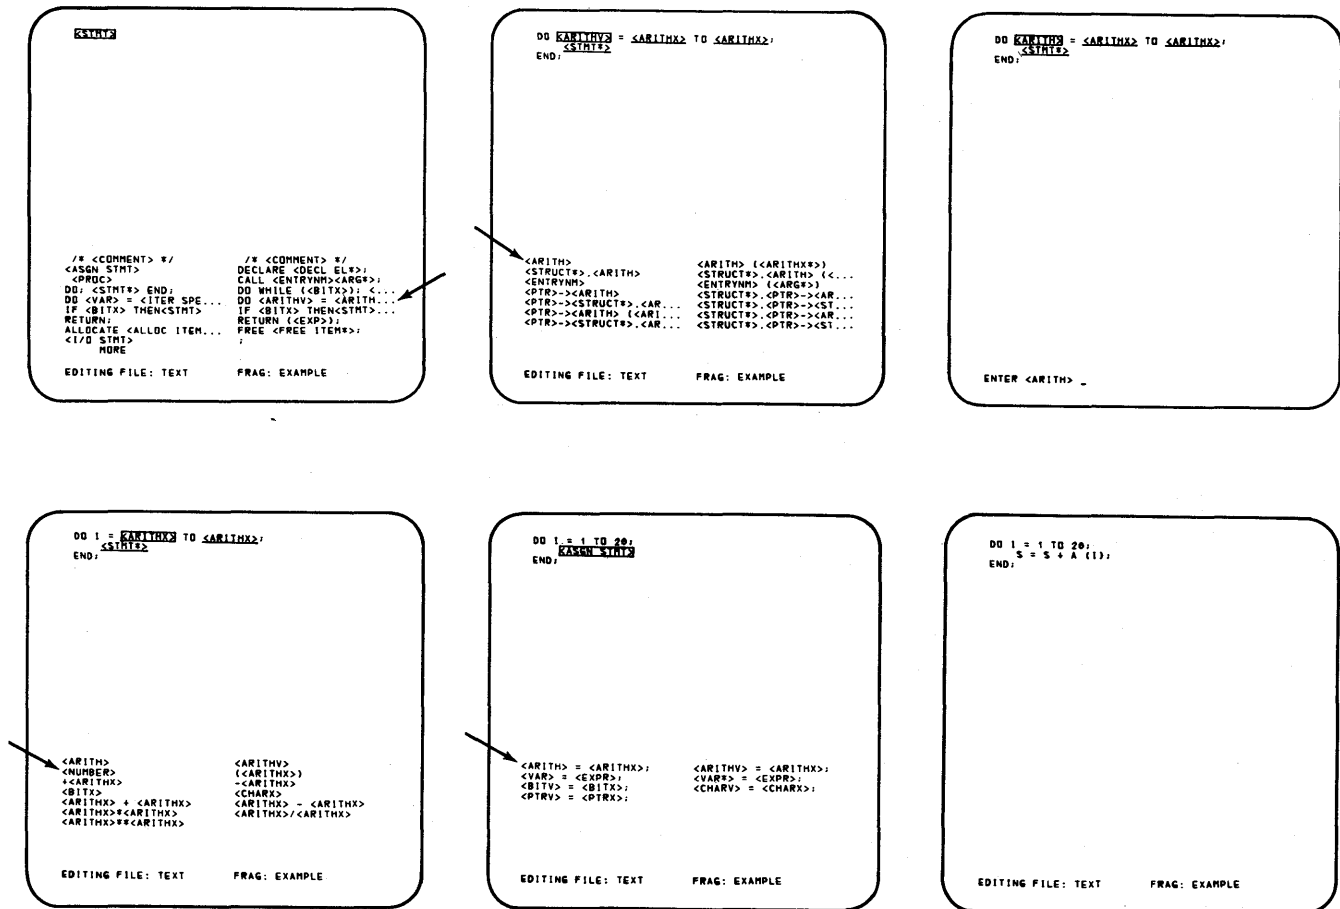 <STMT>
/* <COMMENT> */ /* <COMMENT> */
<ASGN STMT> DECLARE <DECL EL*>;
<PROC> CALL <ENTRYNM><ARG*>;
DO; <STMT*> END; DO WHILE (<BITX>); <...
DO <VAR> = <ITER SPE... DO <ARITHV> = <ARITH...
IF <BITX> THEN<STMT> IF <BITX> THEN<STMT>...
RETURN; RETURN (<EXP>);
ALLOCATE <ALLOC ITEM... FREE <FREE ITEM*>;
<I/O STMT> ;
MORE
EDITING FILE: TEXT FRAG: EXAMPLE
DO <ARITHV> = <ARITHX> TO <ARITHX>;
<STMT*>
END;
<ARITH> <ARITH> (<ARITHX*>)
<STRUCT*>.<ARITH> <STRUCT*>.<ARITH> (<...
<ENTRYNM> <ENTRYNM> (<ARG*>)
<PTR>-><ARITH> <STRUCT*>.<PTR>-><AR...
<PTR>-><STRUCT*>.<AR... <STRUCT*>.<PTR>-><ST...
<PTR>-><ARITH> (<ARI... <STRUCT*>.<PTR>-><AR...
<PTR>-><STRUCT*>.<AR... <STRUCT*>.<PTR>-><ST...
EDITING FILE: TEXT FRAG: EXAMPLE
DO <ARITH> = <ARITHX> TO <ARITHX>;
<STMT*>
END;
ENTER <ARITH> _
DO I = <ARITHX> TO <ARITHX>;
<STMT*>
END;
<ARITH> <ARITHV>
<NUMBER> (<ARITHX>)
+<ARITHX> -<ARITHX>
<BITX> <CHARX>
<ARITHX> + <ARITHX> <ARITHX> - <ARITHX>
<ARITHX>*<ARITHX> <ARITHX>/<ARITHX>
<ARITHX>**<ARITHX>
EDITING FILE: TEXT FRAG: EXAMPLE
DO I = 1 TO 20;
<ASGN STMT>
END;
<ARITH> = <ARITHX>; <ARITHV> = <ARITHX>;
<VAR> = <EXPR>; <VAR*> = <EXPR>;
<BITV> = <BITX>; <CHARV> = <CHARX>;
<PTRV> = <PTRX>;
EDITING FILE: TEXT FRAG: EXAMPLE
DO I = 1 TO 20;
S = S + A (I);
END;
EDITING FILE: TEXT FRAG: EXAMPLE